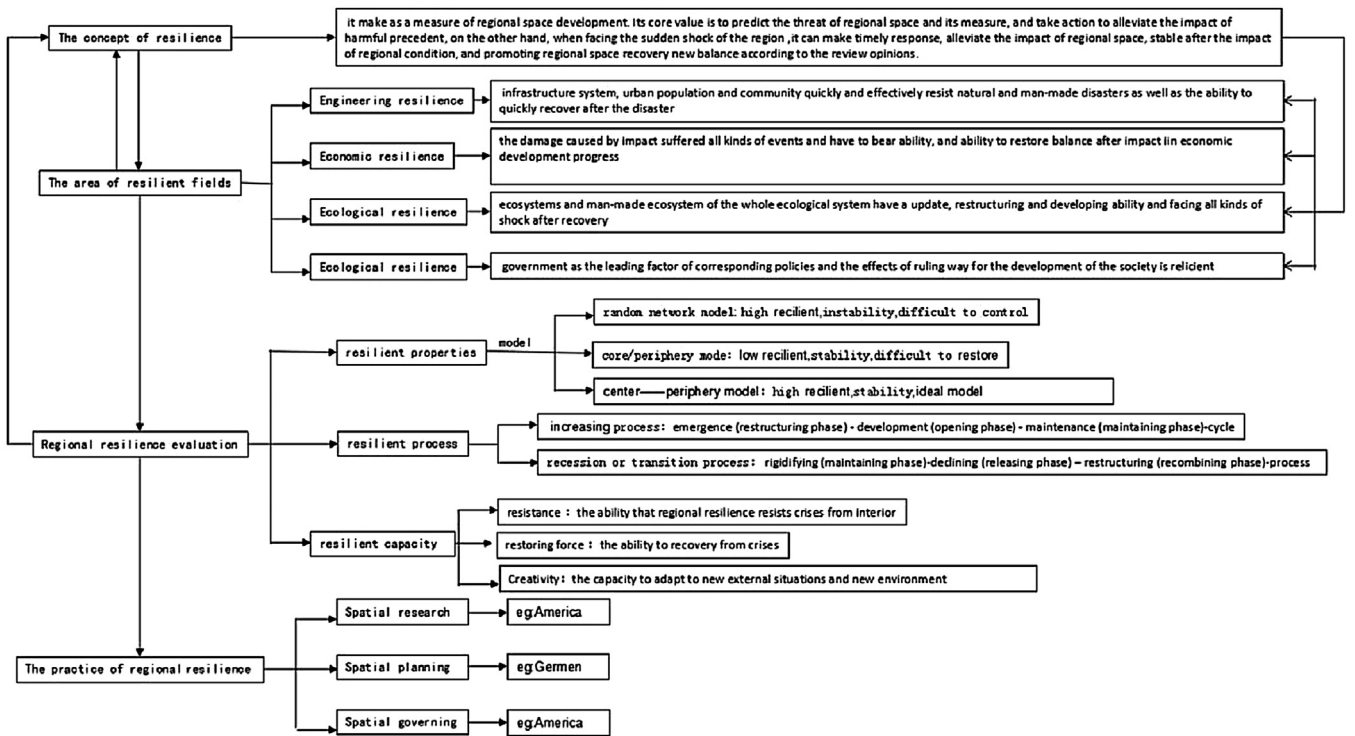 The concept of resilience
it make as a measure of regional space development. Its core value is to predict the threat of regional space and its measure, and take action to alleviate the impact of
harmful precedent, on the other hand, when facing the sudden shock of the region ,it can make timely response, alleviate the impact of regional space, stable after the impact
of regional condition, and promoting regional space recovery new balance according to the review opinions.
The area of resilient fields
Engineering resilience
infrastructure system, urban population and community quickly and effectively resist natural and man-made disasters as well as the ability to
quickly recover after the disaster
Economic resilience
the damage caused by impact suffered all kinds of events and have to bear ability, and ability to restore balance after impact iin economic
development progress
Ecological resilience
ecosystems and man-made ecosystem of the whole ecological system have a update, restructuring and developing ability and facing all kinds of
shock after recovery
Ecological resilience
government as the leading factor of corresponding policies and the effects of ruling way for the development of the society is relicient
Regional resilience evaluation
resilient properties
model
random network model: high recilient,instability,difficult to control
core/periphery mode: low recilient,stability,difficult to restore
center——periphery model: high recilient,stability,ideal model
resilient process
increasing process: emergence (restructuring phase) - development (opening phase) - maintenance (maintaining phase)-cycle
recession or transition process: rigidifying (maintaining phase)-declining (releasing phase) – restructuring (recombining phase)-process
resilient capacity
resistance : the ability that regional resilience resists crises from interior
restoring force : the ability to recovery from crises
Creativity: the capacity to adapt to new external situations and new environment
The practice of regional resilience
Spatial research
eg:America
Spatial planning
eg:Germen
Spatial governing
eg:America